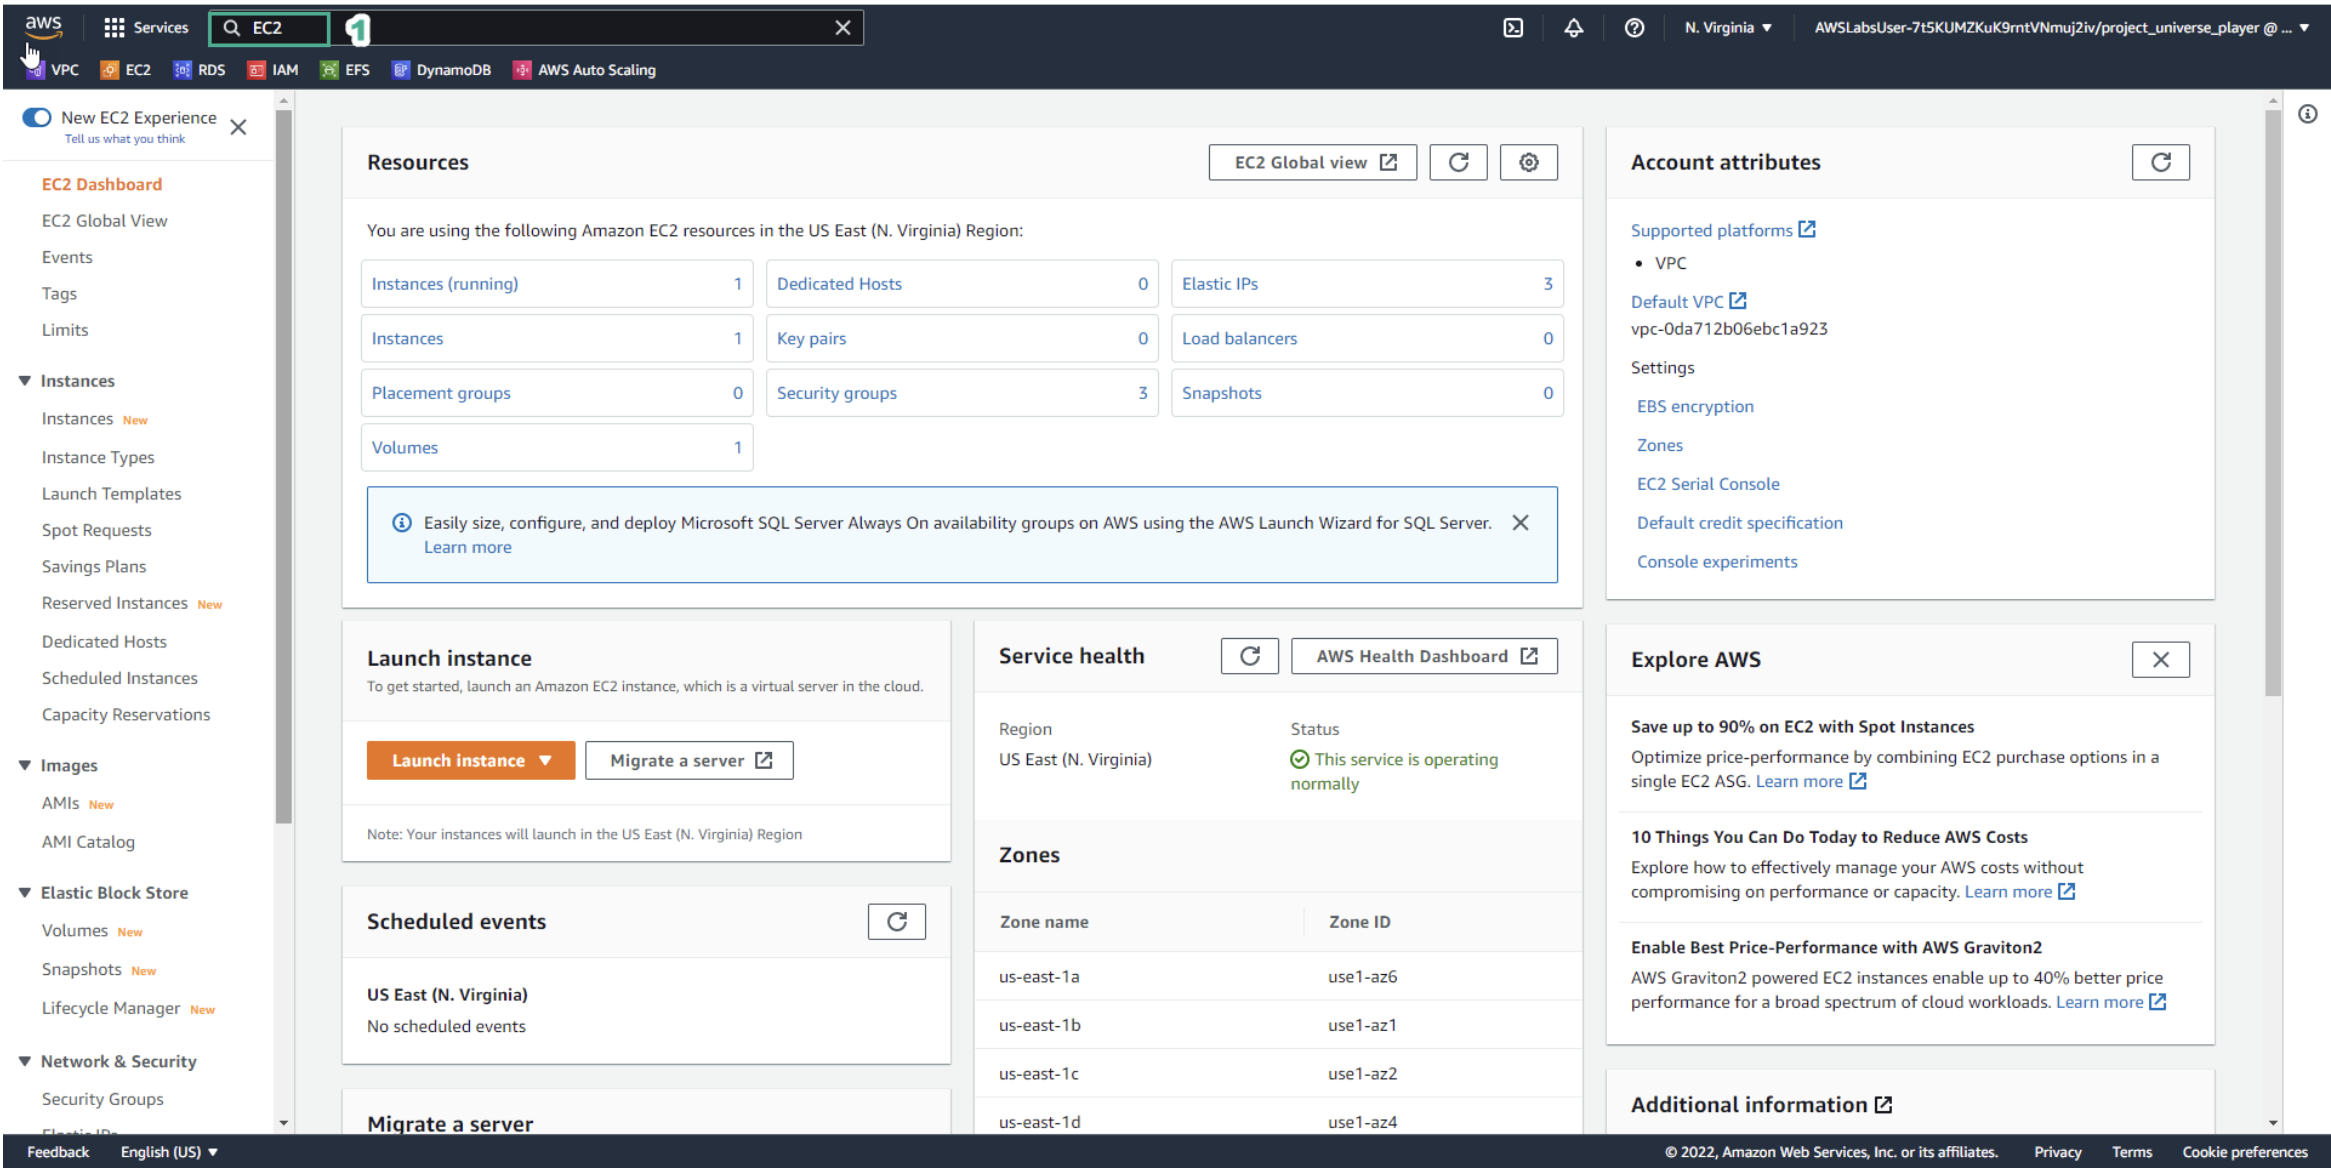 aws
Services
EC2
1
N. Virginia
AWSLabsUser-7t5KUMZKuK9rntVNmuj2iv/project_universe_player @ ...
VPC
EC2
RDS
IAM
EFS
DynamoDB
AWS Auto Scaling
New EC2 Experience
Tell us what you think
EC2 Dashboard
EC2 Global View
Events
Tags
Limits
Instances
Instances New
Instance Types
Launch Templates
Spot Requests
Savings Plans
Reserved Instances New
Dedicated Hosts
Scheduled Instances
Capacity Reservations
Images
AMIs New
AMI Catalog
Elastic Block Store
Volumes New
Snapshots New
Lifecycle Manager New
Network & Security
Security Groups
Elastic IPs
Resources
EC2 Global view
You are using the following Amazon EC2 resources in the US East (N. Virginia) Region:
Instances (running) 1
Dedicated Hosts 0
Elastic IPs 3
Instances 1
Key pairs 0
Load balancers 0
Placement groups 0
Security groups 3
Snapshots 0
Volumes 1
Easily size, configure, and deploy Microsoft SQL Server Always On availability groups on AWS using the AWS Launch Wizard for SQL Server.
Learn more
Launch instance
To get started, launch an Amazon EC2 instance, which is a virtual server in the cloud.
Launch instance
Migrate a server
Note: Your instances will launch in the US East (N. Virginia) Region
Scheduled events
US East (N. Virginia)
No scheduled events
Migrate a server
Service health
AWS Health Dashboard
Region
US East (N. Virginia)
Status
This service is operating
normally
Zones
Zone name Zone ID
us-east-1a use1-az6
us-east-1b use1-az1
us-east-1c use1-az2
us-east-1d use1-az4
Account attributes
Supported platforms
• VPC
Default VPC
vpc-0da712b06ebc1a923
Settings
EBS encryption
Zones
EC2 Serial Console
Default credit specification
Console experiments
Explore AWS
Save up to 90% on EC2 with Spot Instances
Optimize price-performance by combining EC2 purchase options in a
single EC2 ASG. Learn more
10 Things You Can Do Today to Reduce AWS Costs
Explore how to effectively manage your AWS costs without
compromising on performance or capacity. Learn more
Enable Best Price-Performance with AWS Graviton2
AWS Graviton2 powered EC2 instances enable up to 40% better price
performance for a broad spectrum of cloud workloads. Learn more
Additional information
Feedback
English (US)
© 2022, Amazon Web Services, Inc. or its affiliates.
Privacy
Terms
Cookie preferences